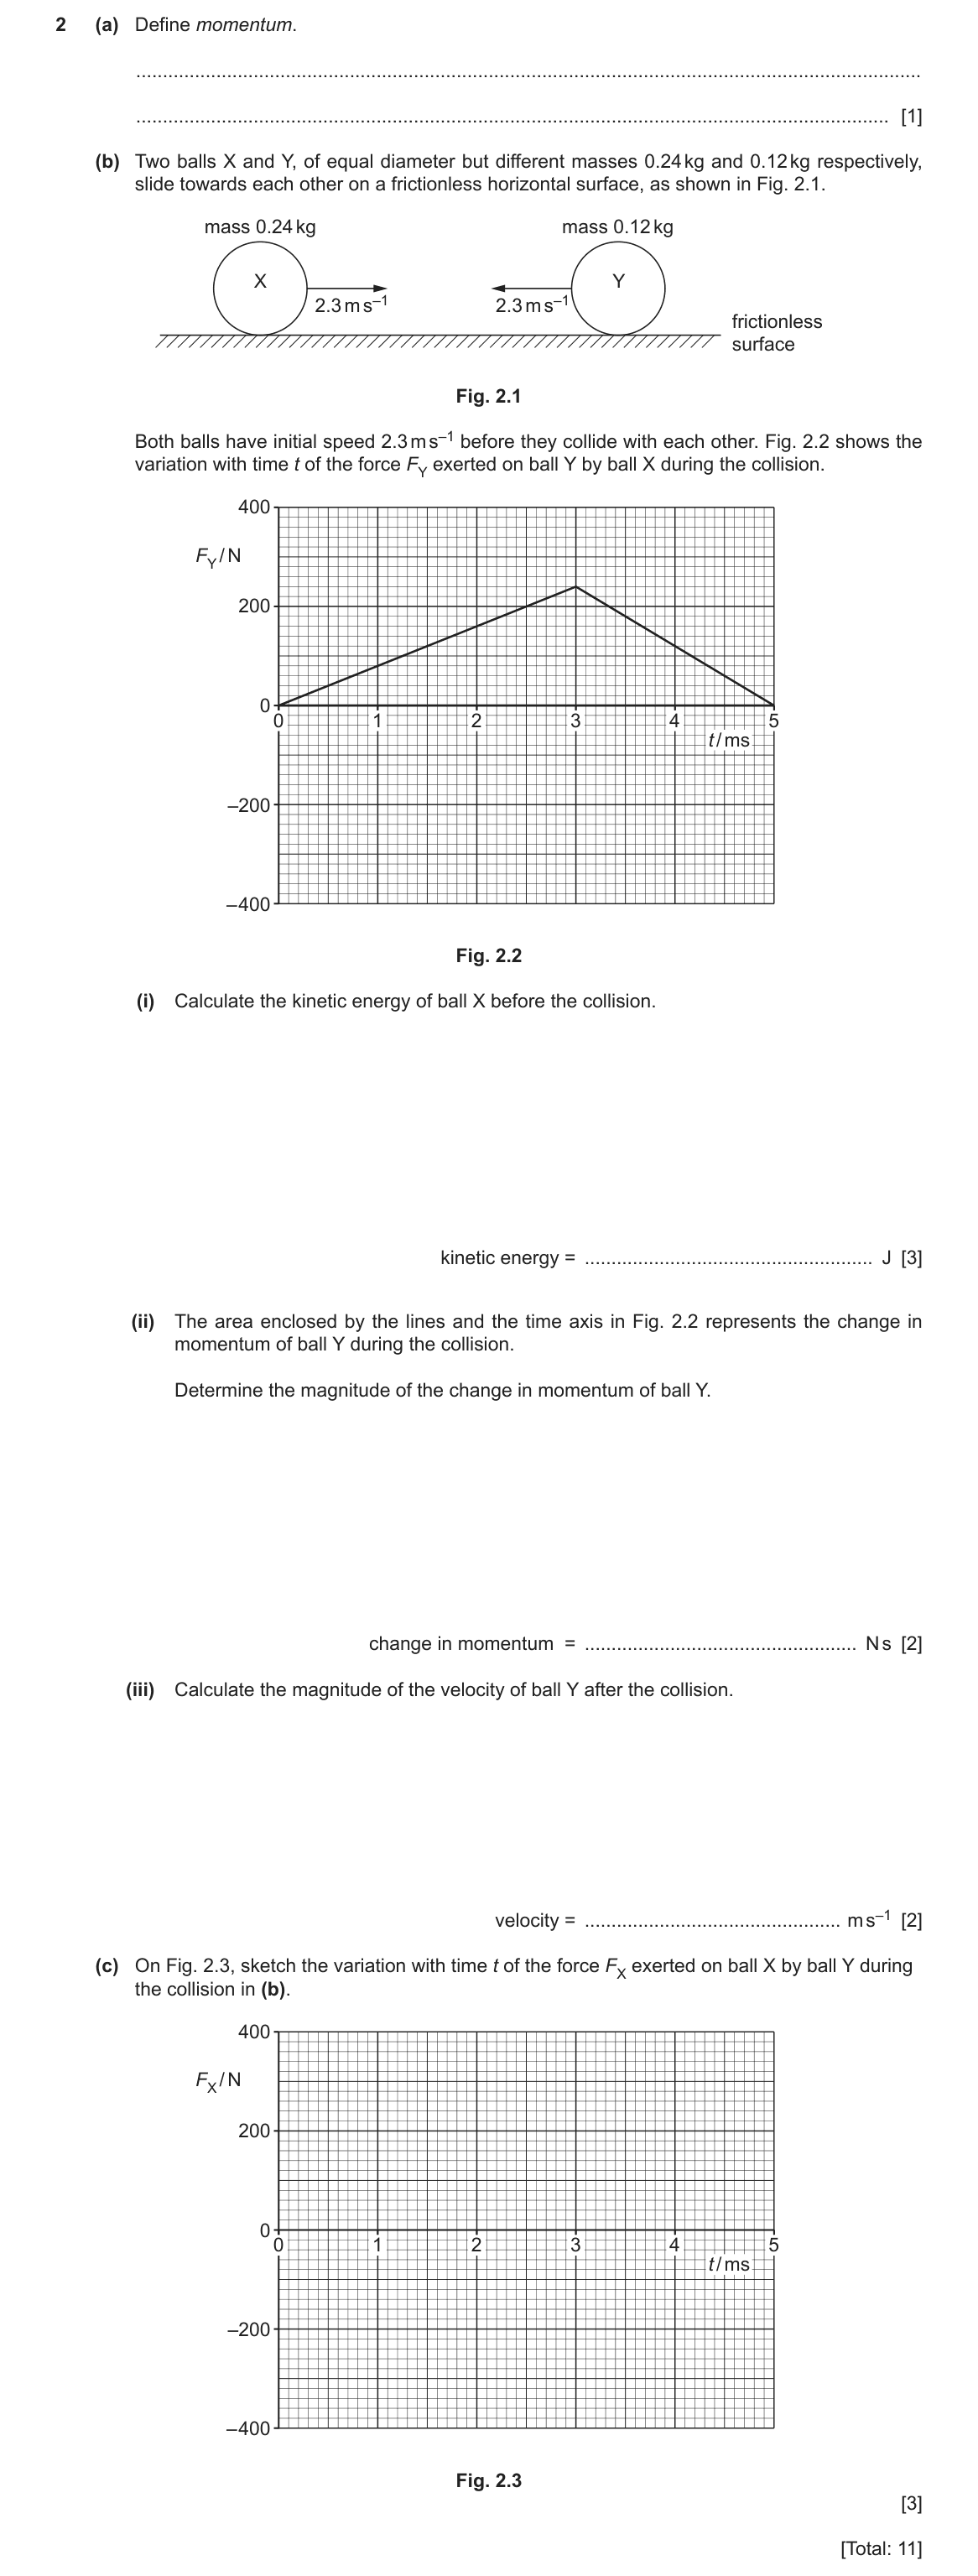 2 (a) Define momentum.
[1]
(b) Two balls X and Y, of equal diameter but different masses 0.24 kg and 0.12 kg respectively,
slide towards each other on a frictionless horizontal surface, as shown in Fig. 2.1.
mass 0.24 kg mass 0.12 kg
X Y
2.3 m s⁻¹ 2.3 m s⁻¹
frictionless
surface
Fig. 2.1
Both balls have initial speed 2.3 m s⁻¹ before they collide with each other. Fig. 2.2 shows the
variation with time t of the force F_Y exerted on ball Y by ball X during the collision.
400
F_Y / N
200
0
0 1 2 3 4 5
t / ms
–200
–400
Fig. 2.2
(i) Calculate the kinetic energy of ball X before the collision.
kinetic energy = ...................................................... J [3]
(ii) The area enclosed by the lines and the time axis in Fig. 2.2 represents the change in
momentum of ball Y during the collision.
Determine the magnitude of the change in momentum of ball Y.
change in momentum = ................................................... N s [2]
(iii) Calculate the magnitude of the velocity of ball Y after the collision.
velocity = ................................................ m s⁻¹ [2]
(c) On Fig. 2.3, sketch the variation with time t of the force F_X exerted on ball X by ball Y during
the collision in (b).
400
F_X / N
200
0
0 1 2 3 4 5
t / ms
–200
–400
Fig. 2.3
[3]
[Total: 11]